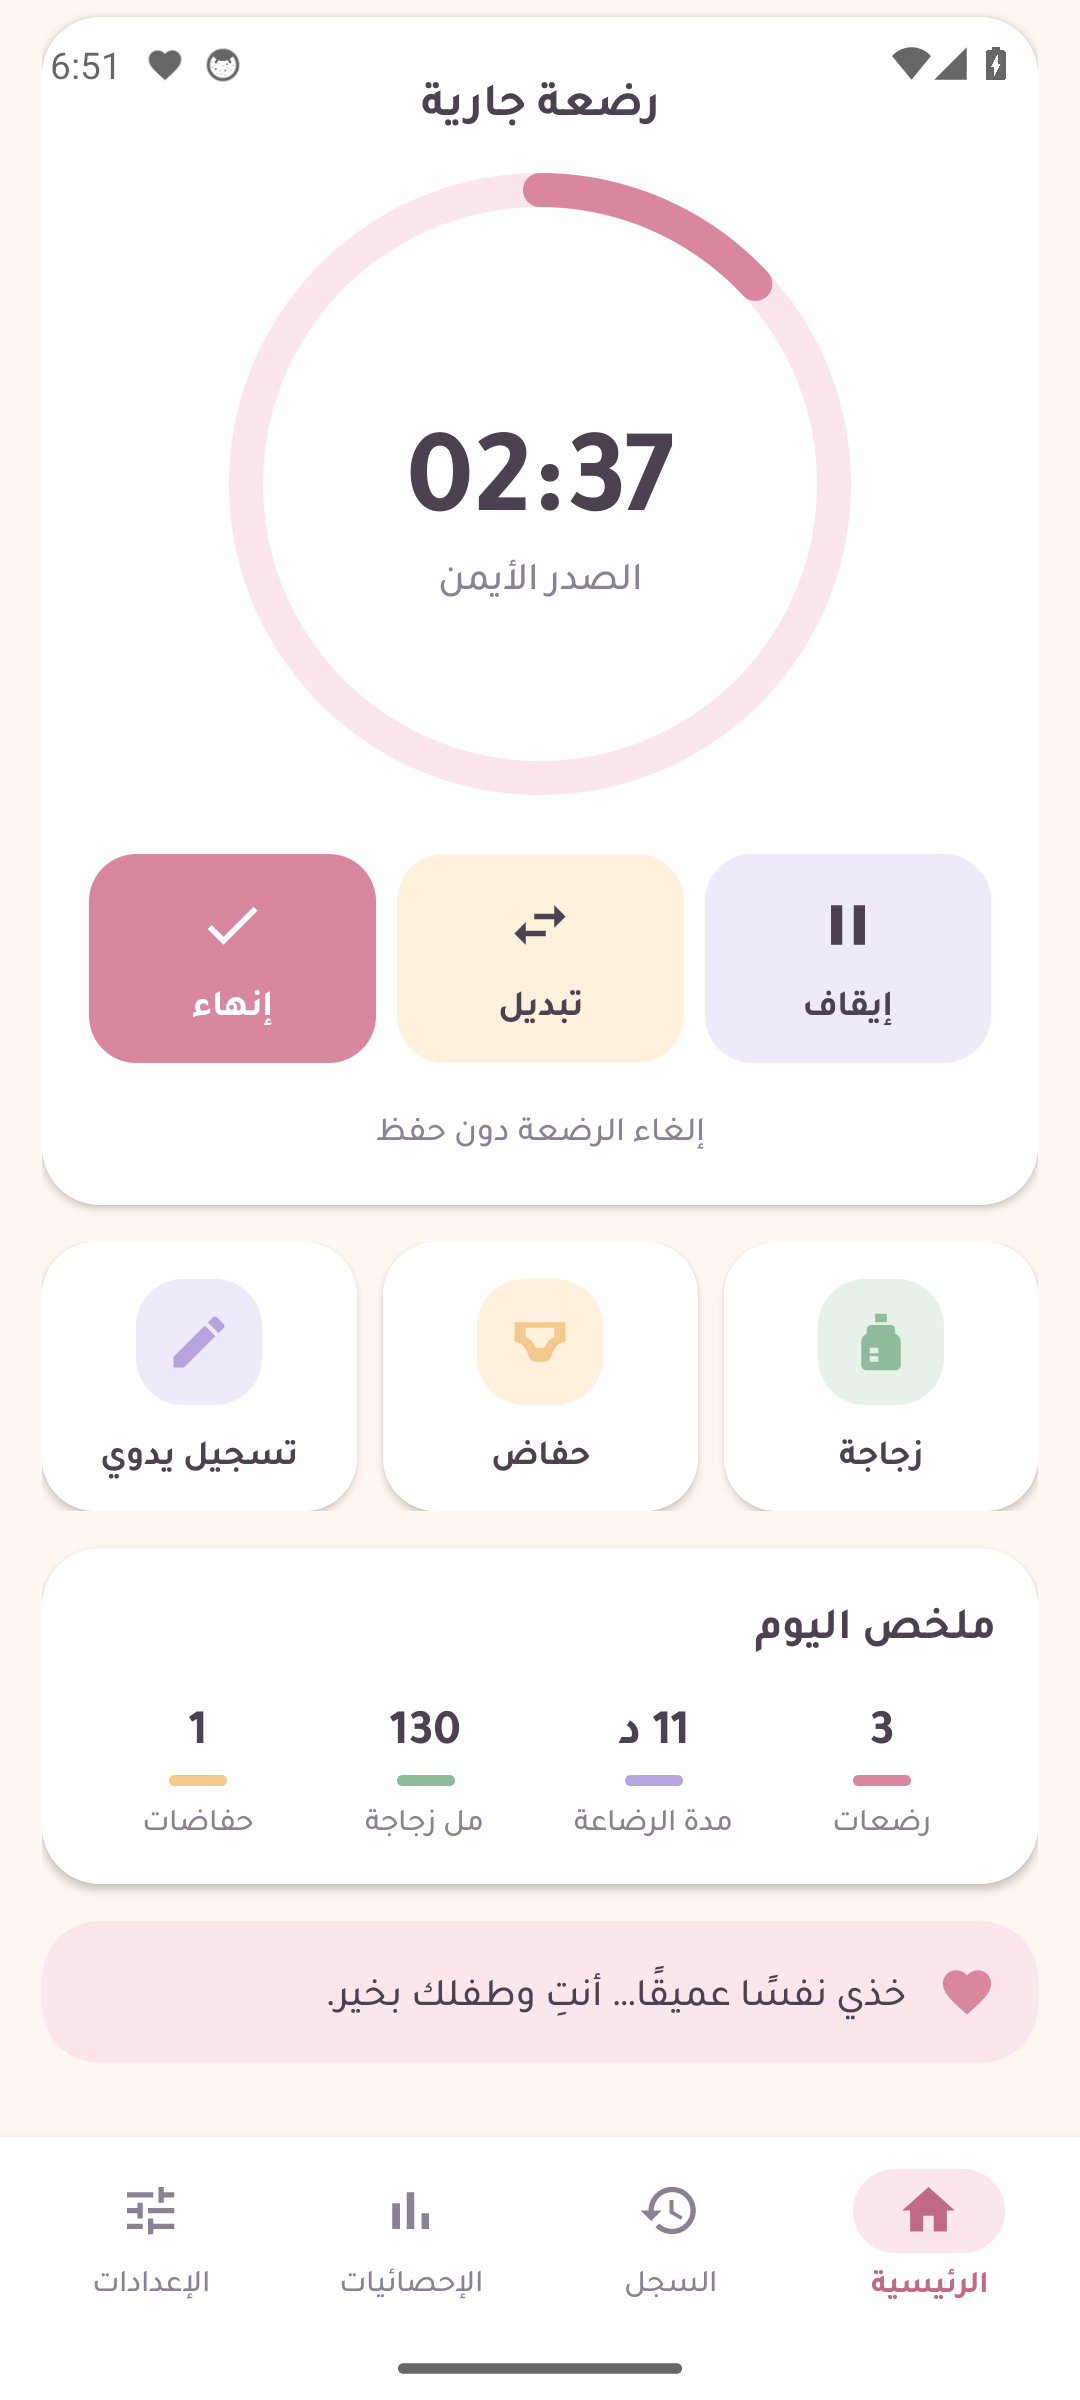 6:51
رضعة جارية
02:37
الصدر الأيمن
إيقاف
تبديل
إنهاء
إلغاء الرضعة دون حفظ
زجاجة
حفاض
تسجيل يدوي
ملخص اليوم
3
11 د
130
1
رضعات
مدة الرضاعة
مل زجاجة
حفاضات
خذي نفسًا عميقًا... أنتِ وطفلك بخير.
الرئيسية
السجل
الإحصائيات
الإعدادات